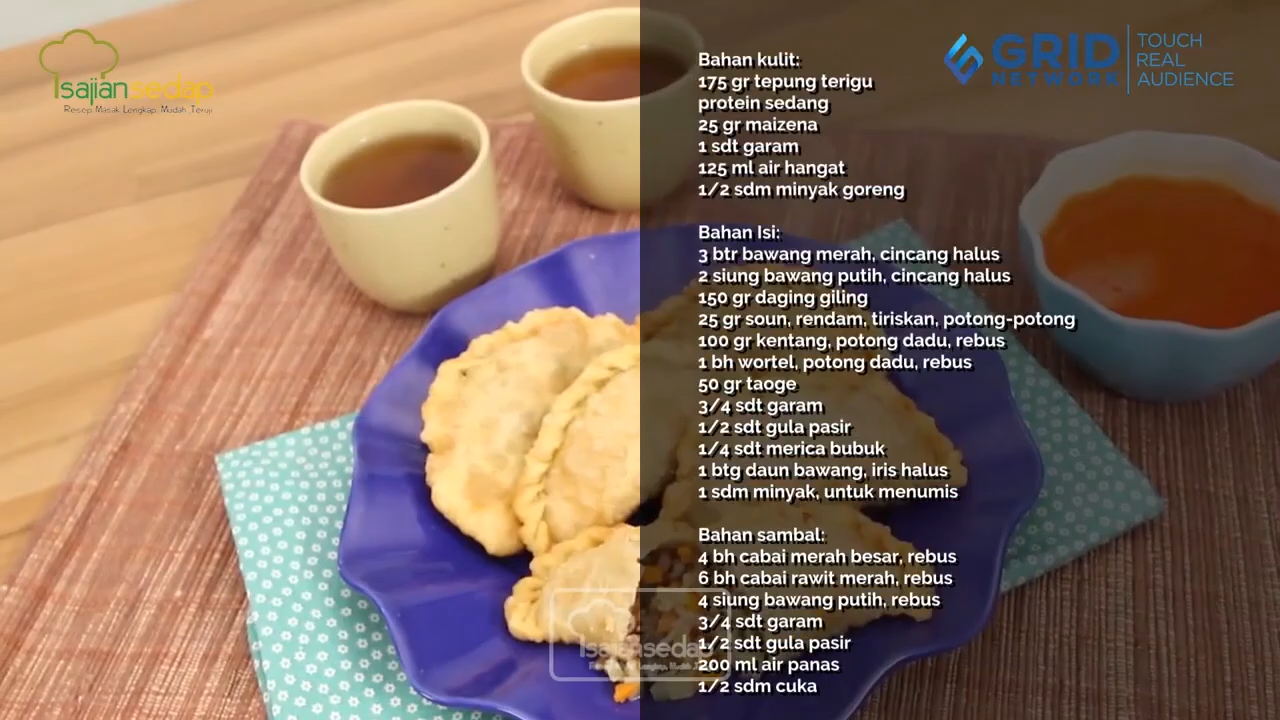 sajiansedap
Resep Masak Lengkap, Mudah Teruji
GRID
NETWORK
TOUCH
REAL
AUDIENCE
Bahan kulit:
175 gr tepung terigu
protein sedang
25 gr maizena
1 sdt garam
125 ml air hangat
1/2 sdm minyak goreng
Bahan Isi:
3 btr bawang merah, cincang halus
2 siung bawang putih, cincang halus
150 gr daging giling
25 gr soun, rendam, tiriskan, potong-potong
100 gr kentang, potong dadu, rebus
1 bh wortel, potong dadu, rebus
50 gr taoge
3/4 sdt garam
1/2 sdt gula pasir
1/4 sdt merica bubuk
1 btg daun bawang, iris halus
1 sdm minyak, untuk menumis
Bahan sambal:
4 bh cabai merah besar, rebus
6 bh cabai rawit merah, rebus
4 siung bawang putih, rebus
3/4 sdt garam
1/2 sdt gula pasir
200 ml air panas
1/2 sdm cuka
sajiansedap